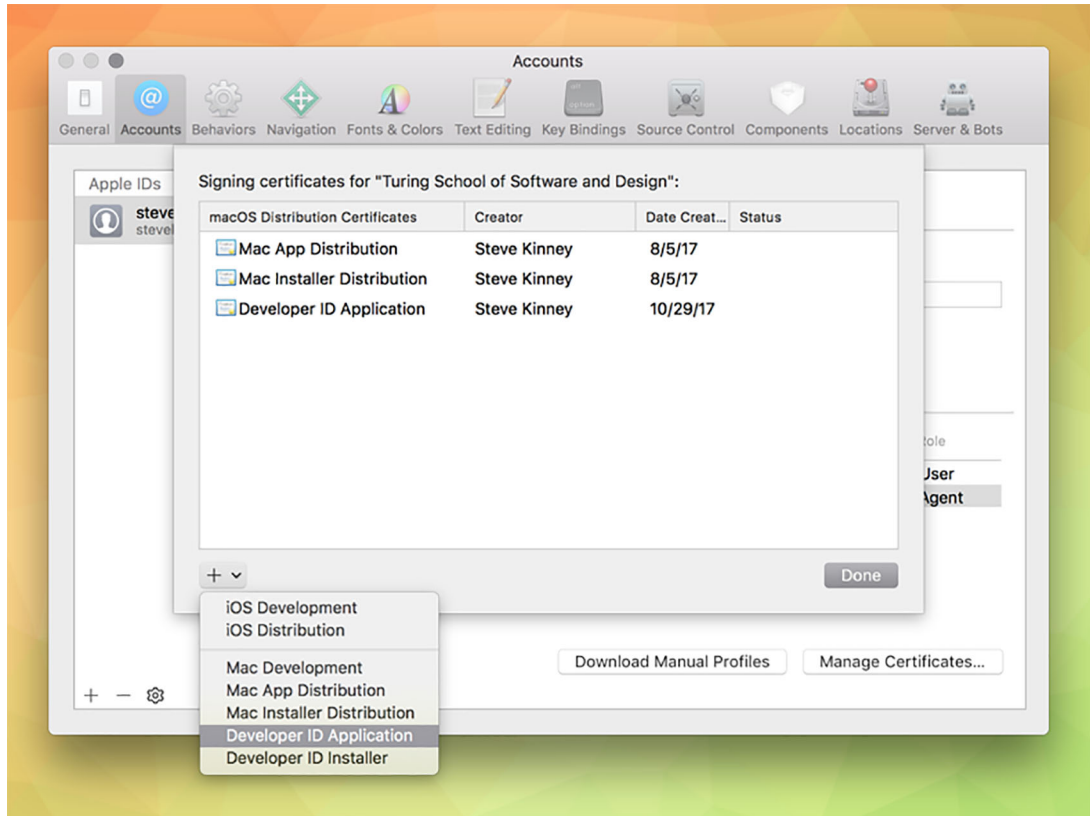 Accounts
General Accounts Behaviors Navigation Fonts & Colors Text Editing Key Bindings Source Control Components Locations Server & Bots
Apple IDs
steve
stevel
Signing certificates for "Turing School of Software and Design":
macOS Distribution Certificates Creator Date Creat... Status
Mac App Distribution Steve Kinney 8/5/17
Mac Installer Distribution Steve Kinney 8/5/17
Developer ID Application Steve Kinney 10/29/17
Role
User
Agent
Done
iOS Development
iOS Distribution
Mac Development
Mac App Distribution
Mac Installer Distribution
Developer ID Application
Developer ID Installer
Download Manual Profiles Manage Certificates...